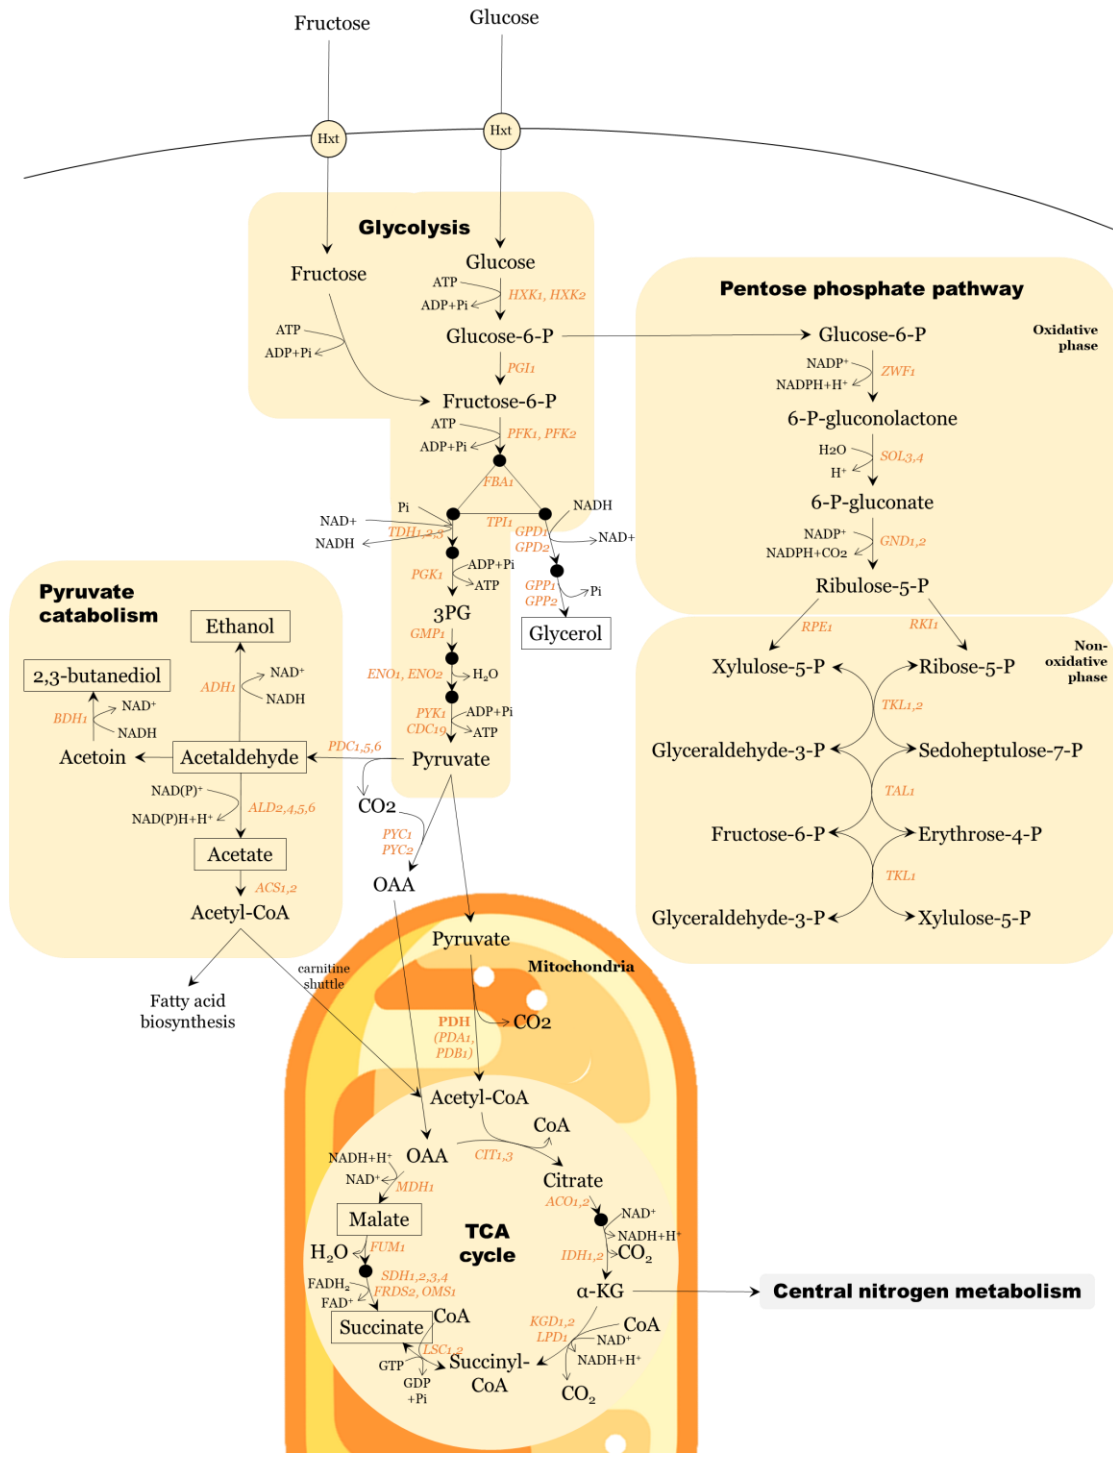 Fructose
Glucose
Hxt
Hxt
Glycolysis
Fructose
Glucose
ATP
ADP+Pi
HXK1, HXK2
ATP
ADP+Pi
Glucose-6-P
PGI1
Fructose-6-P
ATP
ADP+Pi
PFK1, PFK2
FBA1
TPI1
Pi
NAD+
NADH
TDH1,2,3
GPD1
GPD2
NADH
NAD+
PGK1
ADP+Pi
ATP
GPP1
GPP2
Pi
3PG
Glycerol
GMP1
ENO1, ENO2
H₂O
PYK1
CDC19
ADP+Pi
ATP
Pyruvate
Pentose phosphate pathway
Oxidative
phase
Glucose-6-P
NADP⁺
NADPH+H⁺
ZWF1
6-P-gluconolactone
H2O
H⁺
SOL3,4
6-P-gluconate
NADP⁺
NADPH+CO2
GND1,2
Ribulose-5-P
RPE1
RKI1
Non-
oxidative
phase
Xylulose-5-P
Ribose-5-P
TKL1,2
Glyceraldehyde-3-P
Sedoheptulose-7-P
TAL1
Fructose-6-P
Erythrose-4-P
TKL1
Glyceraldehyde-3-P
Xylulose-5-P
Pyruvate
catabolism
Ethanol
2,3-butanediol
ADH1
NAD⁺
NADH
BDH1
NAD⁺
NADH
Acetoin
Acetaldehyde
PDC1,5,6
CO2
NAD(P)⁺
NAD(P)H+H⁺
ALD2,4,5,6
Acetate
ACS1,2
Acetyl-CoA
PYC1
PYC2
OAA
carnitine
shuttle
Fatty acid
biosynthesis
Pyruvate
Mitochondria
PDH
(PDA1,
PDB1)
CO2
Acetyl-CoA
CoA
OAA
CIT1,3
NADH+H⁺
NAD⁺
MDH1
Citrate
ACO1,2
Malate
TCA
cycle
NAD⁺
NADH+H⁺
IDH1,2
CO₂
H₂O
FUM1
SDH1,2,3,4
FRDS2, OMS1
FADH₂
FAD⁺
α-KG
Central nitrogen metabolism
Succinate
CoA
KGD1,2
LPD1
CoA
NAD⁺
NADH+H⁺
LSC1,2
GTP
GDP
+Pi
Succinyl-
CoA
CO₂